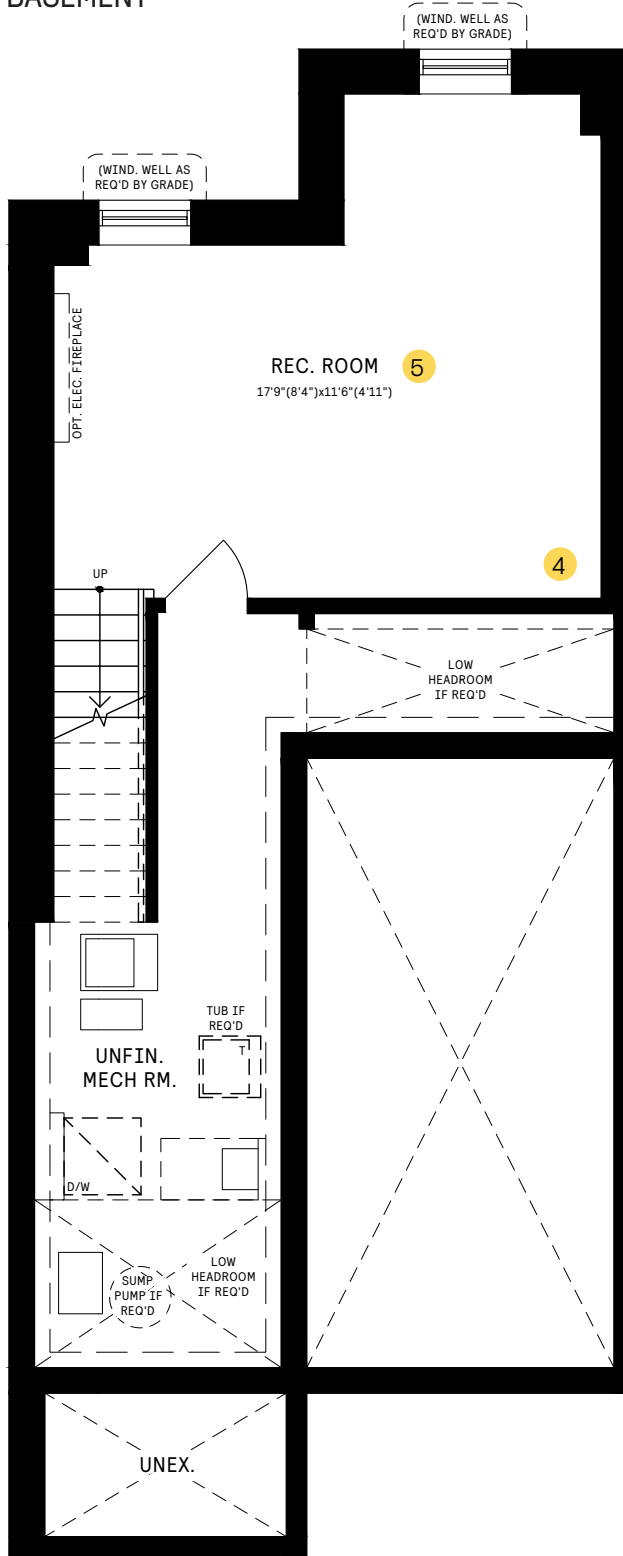 BASEMENT
(WIND. WELL AS
REQ'D BY GRADE)
(WIND. WELL AS
REQ'D BY GRADE)
OPT. ELEC. FIREPLACE
REC. ROOM 5
17'9"(8'4")x11'6"(4'11")
4
UP
LOW
HEADROOM
IF REQ'D
TUB IF
REQ'D
T
UNFIN.
MECH RM.
D/W
LOW
HEADROOM
IF REQ'D
SUMP
PUMP IF
REQ'D
UNEX.